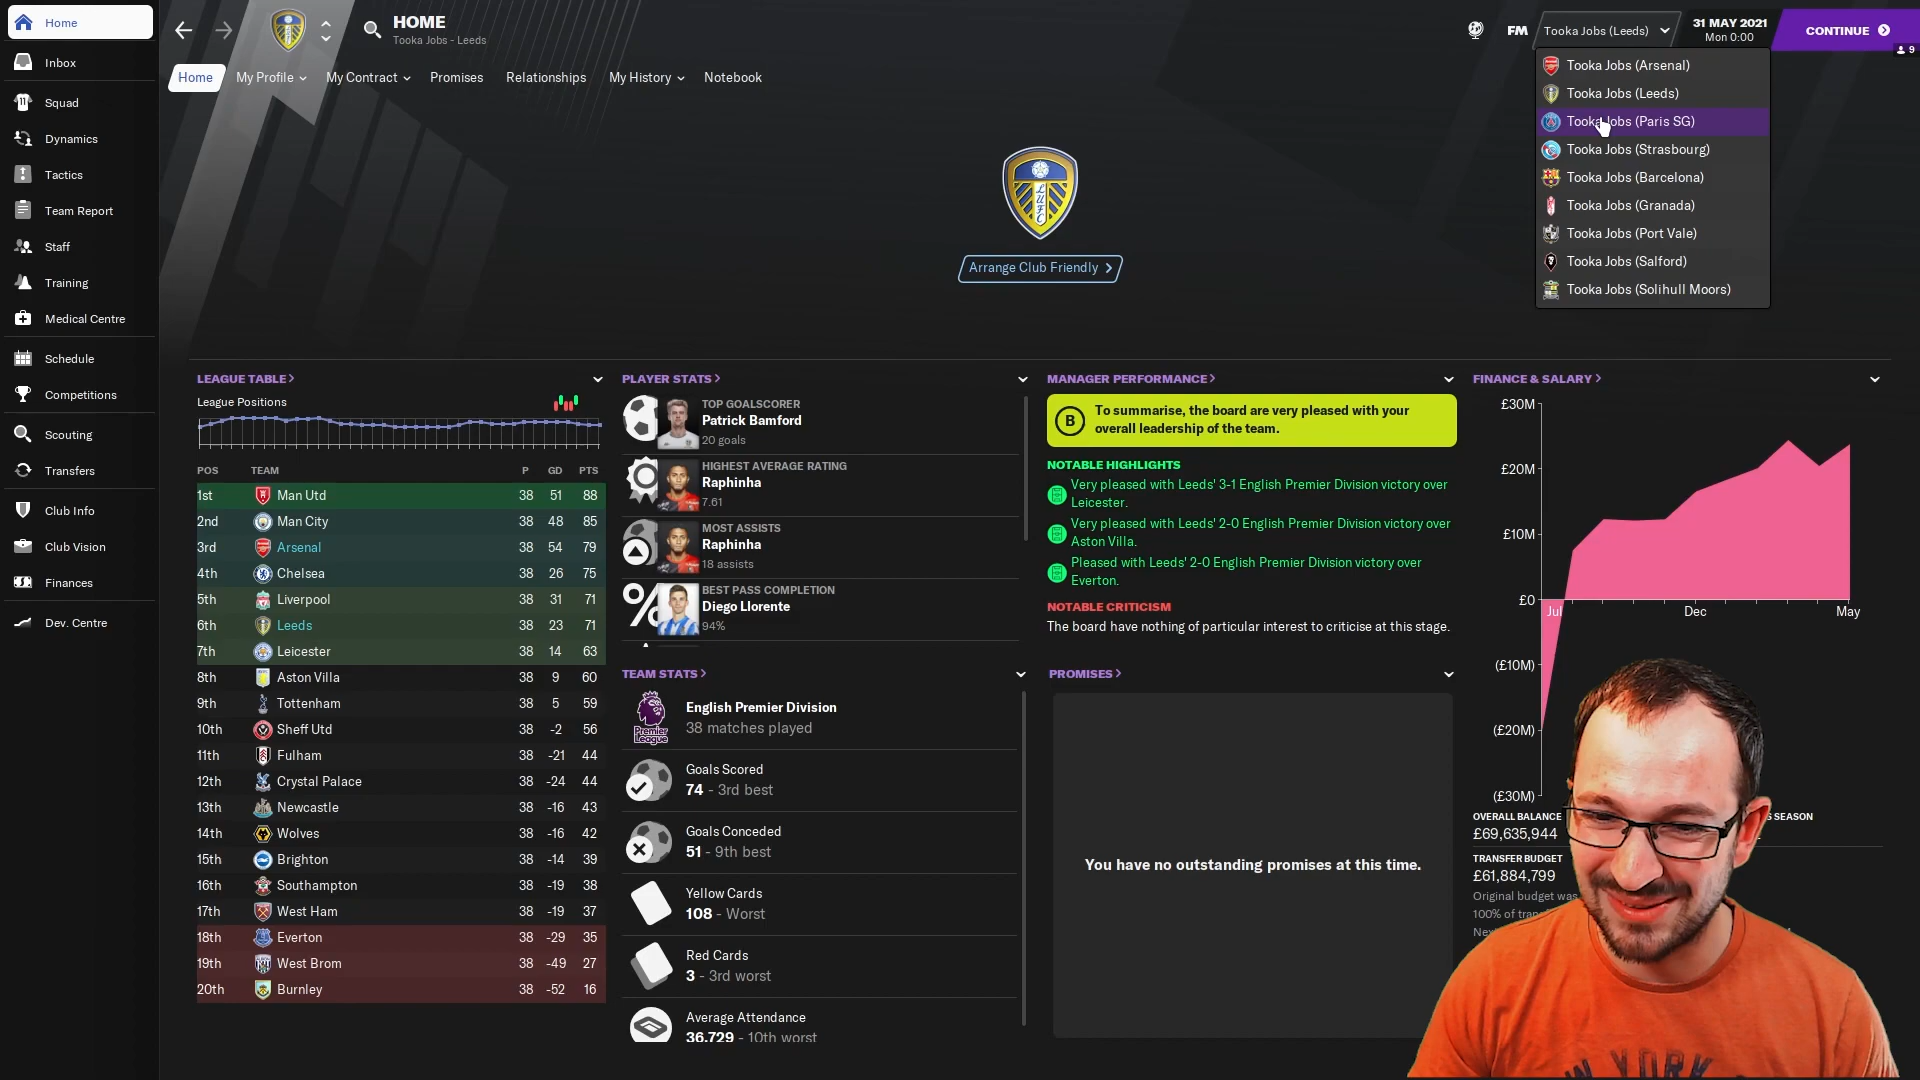 Home
Inbox
Squad
Dynamics
Tactics
Team Report
Staff
Training
Medical Centre
Schedule
Competitions
Scouting
Transfers
Club Info
Club Vision
Finances
Dev. Centre
HOME
Tooka Jobs - Leeds
FM
Tooka Jobs (Leeds)
31 MAY 2021
Mon 0:00
CONTINUE
9
Home My Profile My Contract Promises Relationships My History Notebook
Tooka Jobs (Arsenal)
Tooka Jobs (Leeds)
Tooka Jobs (Paris SG)
Tooka Jobs (Strasbourg)
Tooka Jobs (Barcelona)
Tooka Jobs (Granada)
Tooka Jobs (Port Vale)
Tooka Jobs (Salford)
Tooka Jobs (Solihull Moors)
LUFC
Arrange Club Friendly >
LEAGUE TABLE >
League Positions
POS TEAM P GD PTS
1st Man Utd 38 51 88
2nd Man City 38 48 85
3rd Arsenal 38 54 79
4th Chelsea 38 26 75
5th Liverpool 38 31 71
6th Leeds 38 23 71
7th Leicester 38 14 63
8th Aston Villa 38 9 60
9th Tottenham 38 5 59
10th Sheff Utd 38 -2 56
11th Fulham 38 -21 44
12th Crystal Palace 38 -24 44
13th Newcastle 38 -16 43
14th Wolves 38 -16 42
15th Brighton 38 -14 39
16th Southampton 38 -19 38
17th West Ham 38 -19 37
18th Everton 38 -29 35
19th West Brom 38 -49 27
20th Burnley 38 -52 16
PLAYER STATS >
TOP GOALSCORER
Patrick Bamford
20 goals
HIGHEST AVERAGE RATING
Raphinha
7.61
MOST ASSISTS
Raphinha
18 assists
BEST PASS COMPLETION
Diego Llorente
94%
TEAM STATS >
Premier League
English Premier Division
38 matches played
Goals Scored
74 - 3rd best
Goals Conceded
51 - 9th best
Yellow Cards
108 - Worst
Red Cards
3 - 3rd worst
Average Attendance
36,729 - 10th worst
MANAGER PERFORMANCE >
B
To summarise, the board are very pleased with your
overall leadership of the team.
NOTABLE HIGHLIGHTS
Very pleased with Leeds' 3-1 English Premier Division victory over
Leicester.
Very pleased with Leeds' 2-0 English Premier Division victory over
Aston Villa.
Pleased with Leeds' 2-0 English Premier Division victory over
Everton.
NOTABLE CRITICISM
The board have nothing of particular interest to criticise at this stage.
PROMISES >
You have no outstanding promises at this time.
FINANCE & SALARY >
£30M
£20M
£10M
£0
Jul Dec May
(£10M)
(£20M)
(£30M)
OVERALL BALANCE
SEASON
£69,635,944
TRANSFER BUDGET
£61,884,799
Original budget was
100% of
NEW YORK